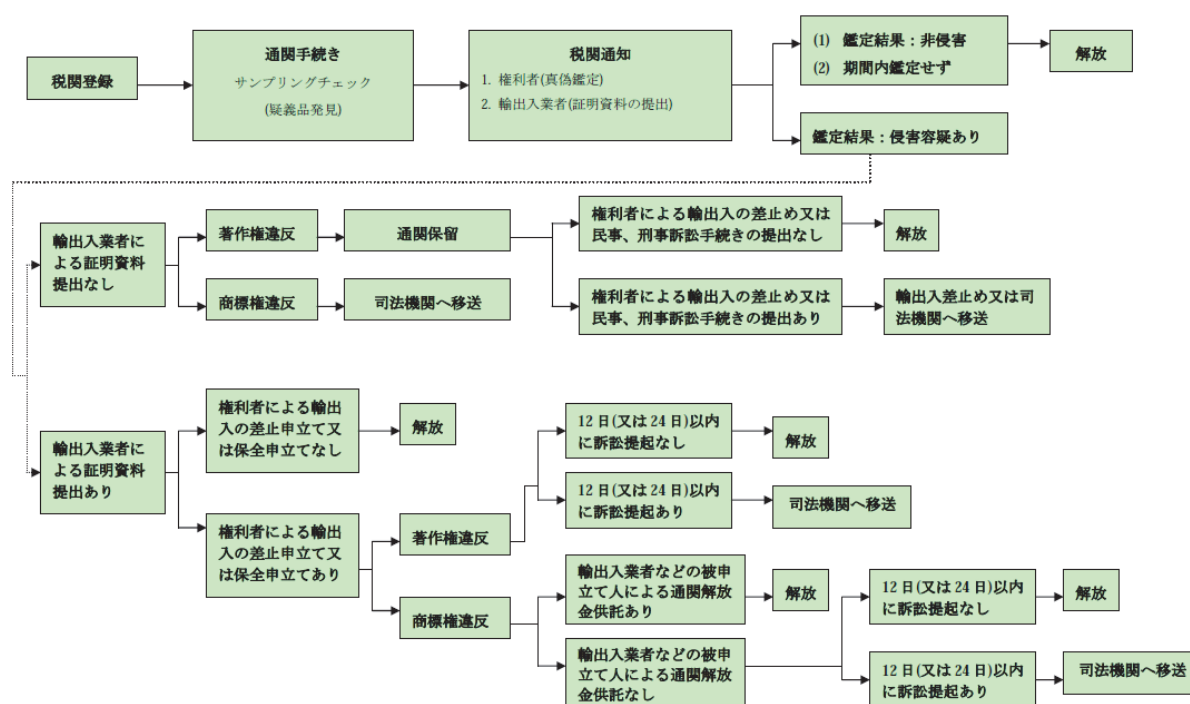 税関登録
通関手続き
サンプリングチェック
(疑義品発見)
税関通知
1. 権利者(真偽鑑定)
2. 輸出入業者(証明資料の提出)
(1) 鑑定結果：非侵害
(2) 期間内鑑定せず
解放
鑑定結果：侵害容疑あり
輸出入業者に
よる証明資料
提出なし
著作権違反
通関保留
権利者による輸出入の差止め又は
民事、刑事訴訟手続きの提出なし
解放
商標権違反
司法機関へ移送
権利者による輸出入の差止め又は
民事、刑事訴訟手続きの提出あり
輸出入差止め又は司
法機関へ移送
輸出入業者に
よる証明資料
提出あり
権利者による輸出
入の差止申立て又
は保全申立てなし
解放
権利者による輸出
入の差止申立て又
は保全申立てあり
著作権違反
12日(又は24日)以内
に訴訟提起なし
解放
12日(又は24日)以内
に訴訟提起あり
司法機関へ移送
商標権違反
輸出入業者などの被申
立て人による通関解放
金供託あり
解放
輸出入業者などの被申
立て人による通関解放
金供託なし
12日(又は24日)以内
に訴訟提起なし
解放
12日(又は24日)以内
に訴訟提起あり
司法機関へ移送